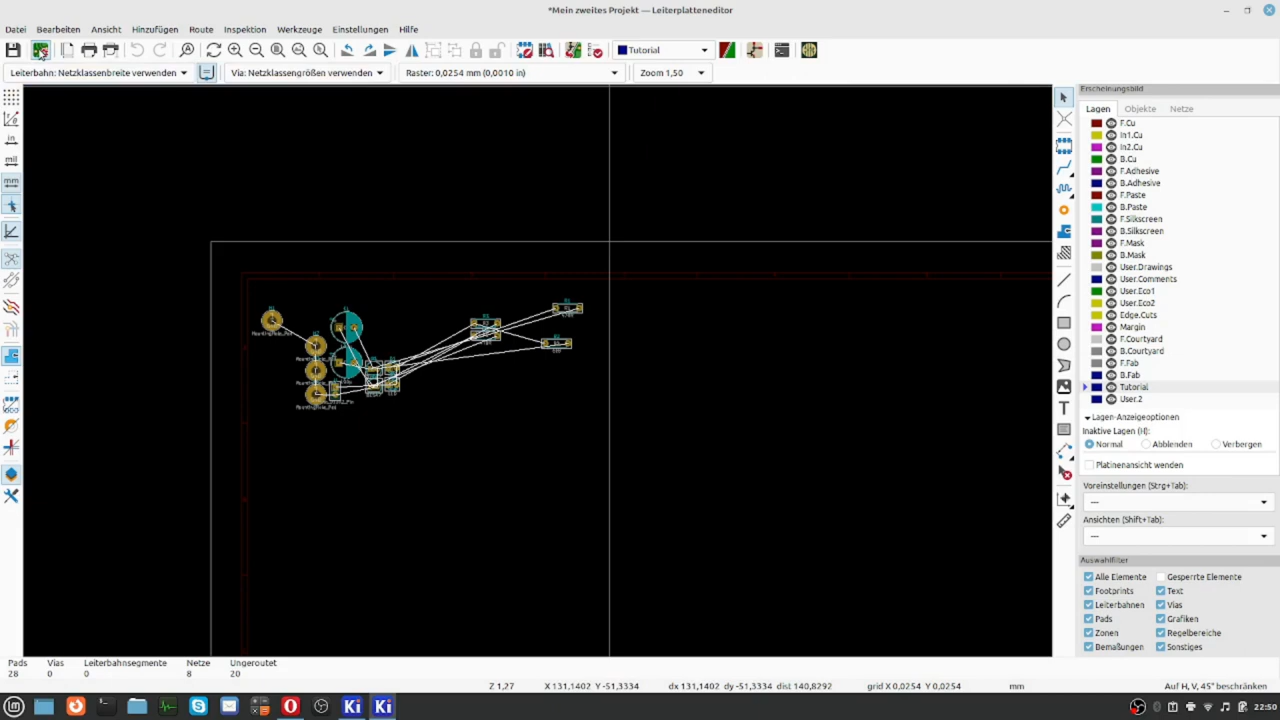 *Mein zweites Projekt — Leiterplatteneditor
Datei Bearbeiten Ansicht Hinzufügen Route Inspektion Werkzeuge Einstellungen Hilfe
Tutorial
Leiterbahn: Netzklassenbreite verwenden Via: Netzklassengrößen verwenden Raster: 0,0254 mm (0,0010 in) Zoom 1,50
in
mil
mm
Erscheinungsbild
Lagen Objekte Netze
F.Cu
In1.Cu
In2.Cu
B.Cu
F.Adhesive
B.Adhesive
F.Paste
B.Paste
F.Silkscreen
B.Silkscreen
F.Mask
B.Mask
User.Drawings
User.Comments
User.Eco1
User.Eco2
Edge.Cuts
Margin
F.Courtyard
B.Courtyard
F.Fab
B.Fab
Tutorial
User.2
Lagen-Anzeigeoptionen
Inaktive Lagen (H):
Normal Abblenden Verbergen
Platinenansicht wenden
Voreinstellungen (Strg+Tab):
—
Ansichten (Shift+Tab):
—
Auswahlfilter
Alle Elemente Gesperrte Elemente
Footprints Text
Leiterbahnen Vias
Pads Grafiken
Zonen Regelbereiche
Bemaßungen Sonstiges
Pads Vias Leiterbahnsegmente Netze Ungeroutet
28 0 0 8 20
Z 1,27 X 131,1402 Y -51,3334 dx 131,1402 dy -51,3334 dist 140,8292 grid X 0,0254 Y 0,0254 mm Auf H, V, 45° beschränken
Ki Ki 22:50